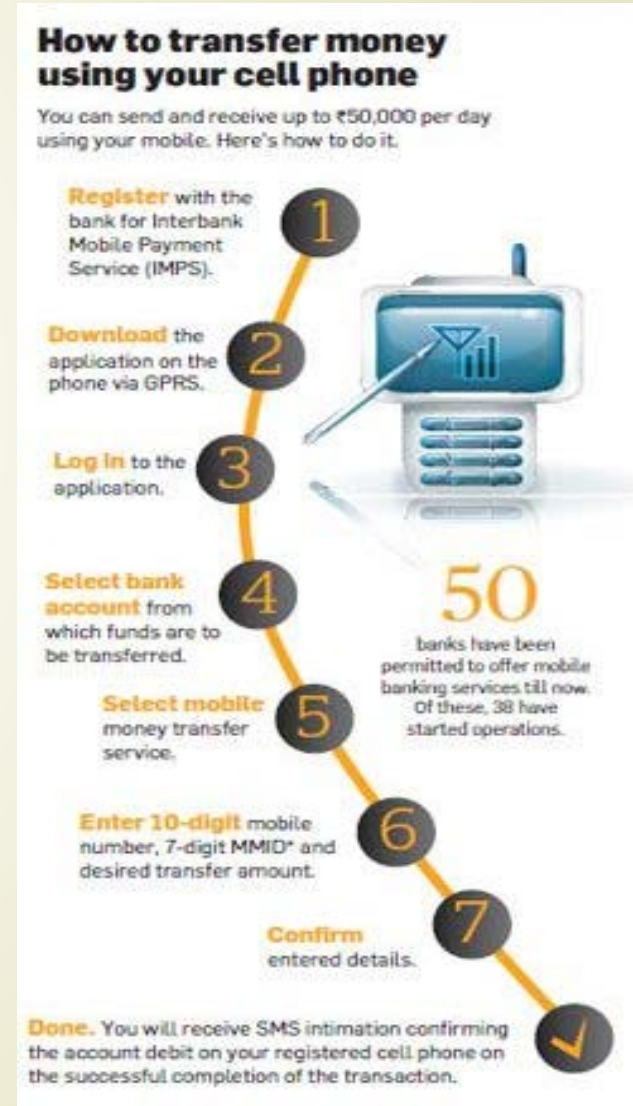 How to transfer money
using your cell phone
You can send and receive up to ₹50,000 per day
using your mobile. Here's how to do it.
1
Register with the
bank for Interbank
Mobile Payment
Service (IMPS).
2
Download the
application on the
phone via GPRS.
3
Log in to the
application.
4
Select bank
account from
which funds are to
be transferred.
50
banks have been
permitted to offer mobile
banking services till now.
Of these, 38 have
started operations.
5
Select mobile
money transfer
service.
6
Enter 10-digit mobile
number, 7-digit MMID* and
desired transfer amount.
7
Confirm
entered details.
Done. You will receive SMS intimation confirming
the account debit on your registered cell phone on
the successful completion of the transaction.